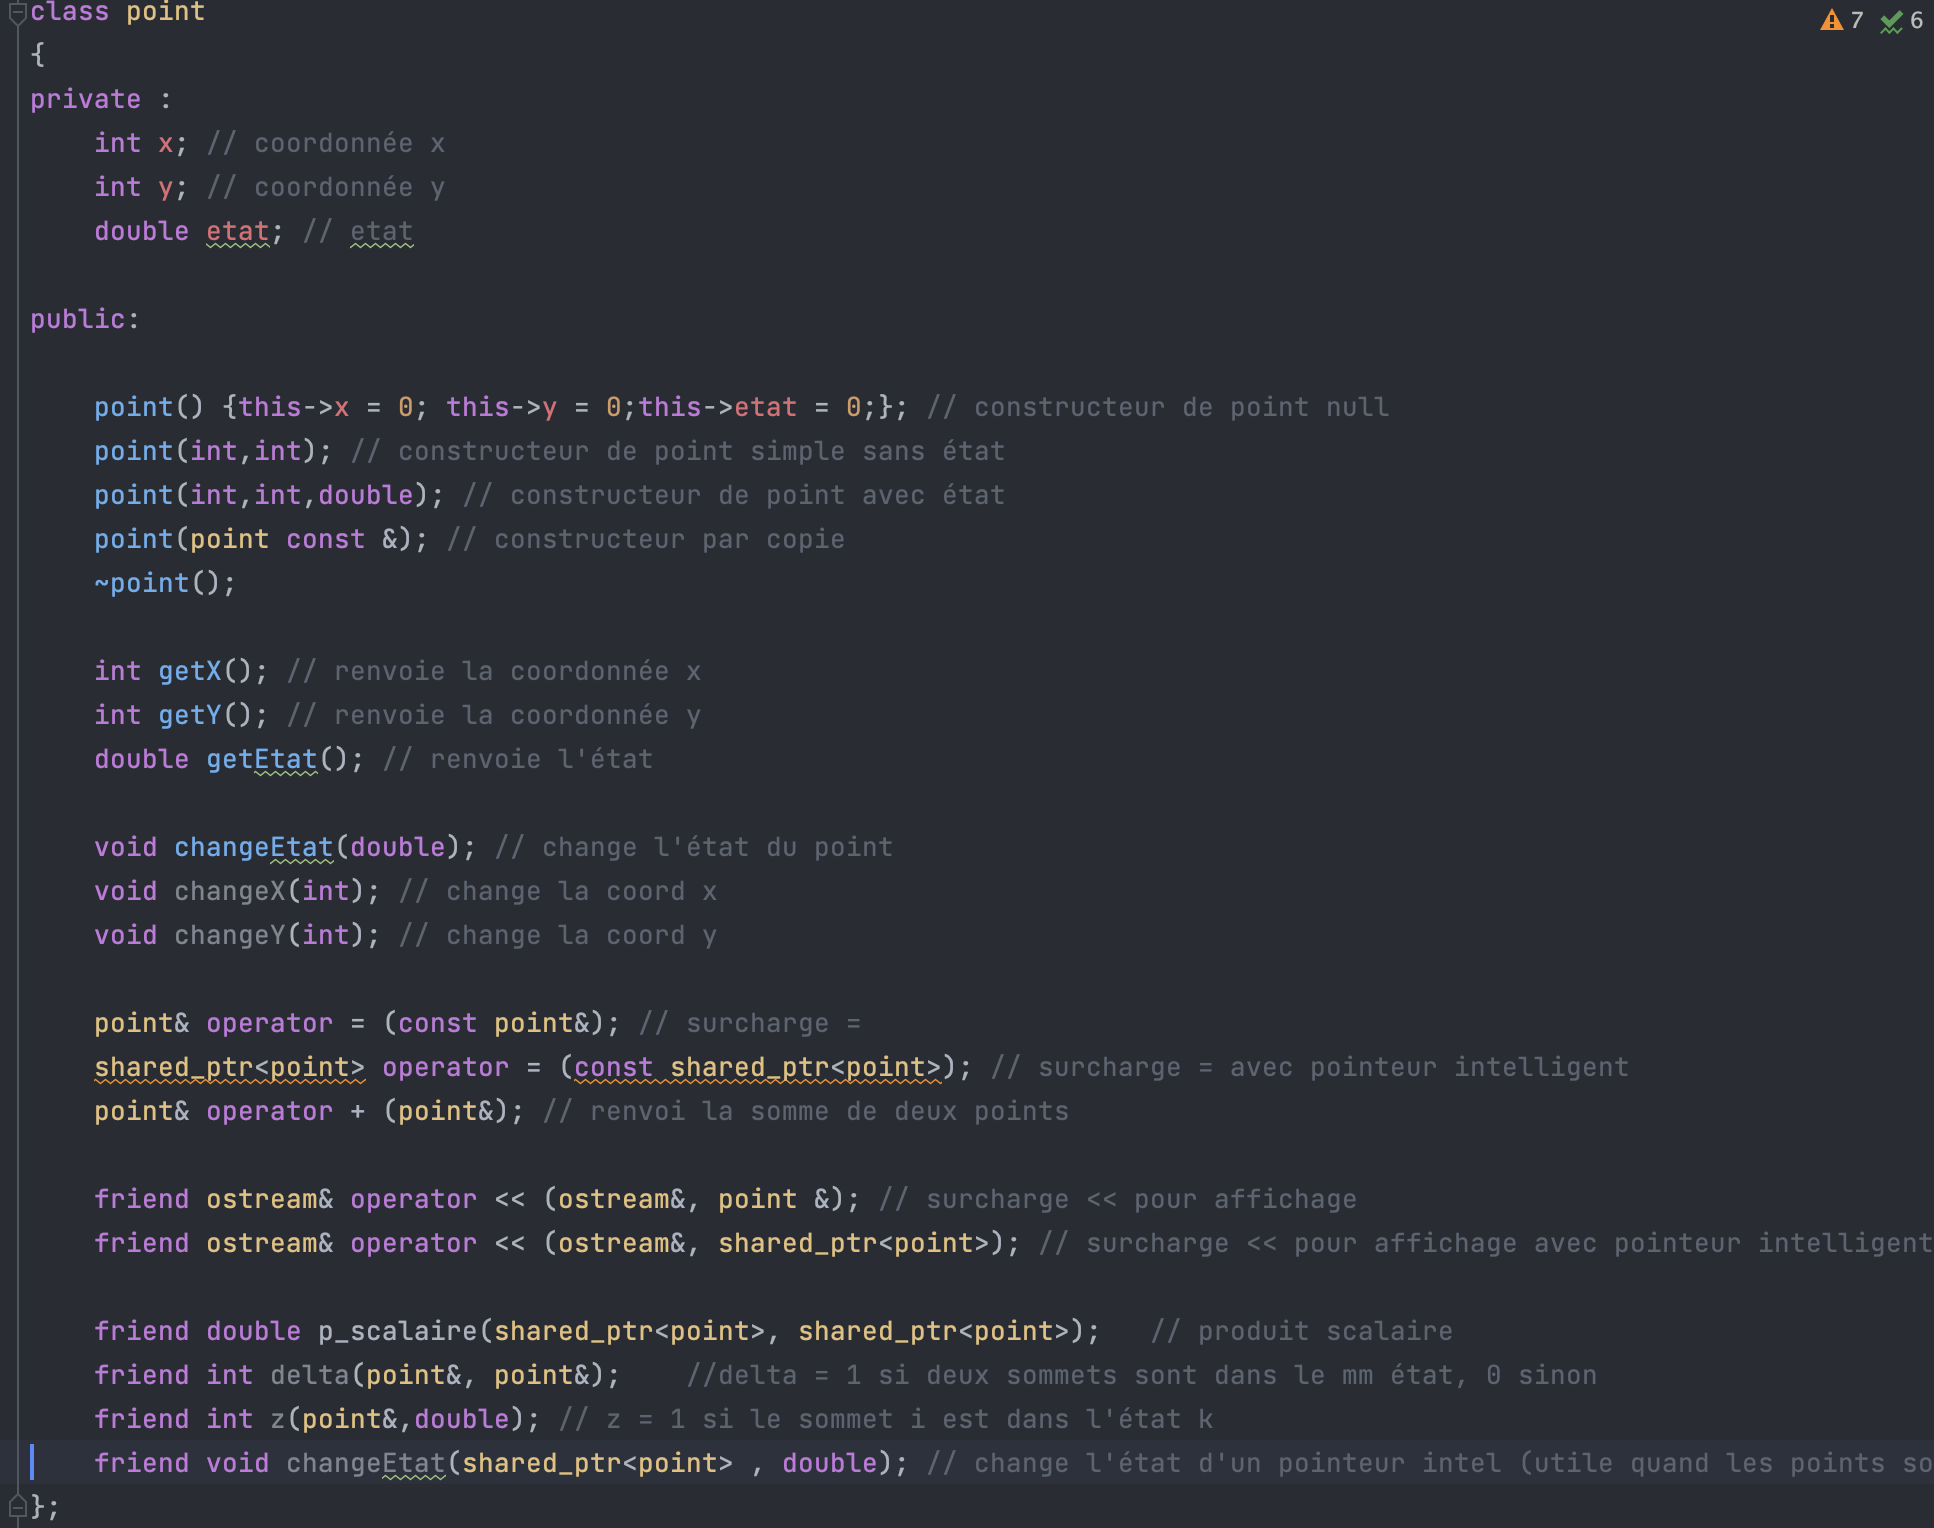 class point
7 6
{
private :
int x; // coordonnée x
int y; // coordonnée y
double etat; // etat
public:
point() {this->x = 0; this->y = 0;this->etat = 0;}; // constructeur de point null
point(int,int); // constructeur de point simple sans état
point(int,int,double); // constructeur de point avec état
point(point const &); // constructeur par copie
~point();
int getX(); // renvoie la coordonnée x
int getY(); // renvoie la coordonnée y
double getEtat(); // renvoie l'état
void changeEtat(double); // change l'état du point
void changeX(int); // change la coord x
void changeY(int); // change la coord y
point& operator = (const point&); // surcharge =
shared_ptr<point> operator = (const shared_ptr<point>); // surcharge = avec pointeur intelligent
point& operator + (point&); // renvoi la somme de deux points
friend ostream& operator << (ostream&, point &); // surcharge << pour affichage
friend ostream& operator << (ostream&, shared_ptr<point>); // surcharge << pour affichage avec pointeur intelligent
friend double p_scalaire(shared_ptr<point>, shared_ptr<point>); // produit scalaire
friend int delta(point&, point&); //delta = 1 si deux sommets sont dans le mm état, 0 sinon
friend int z(point&,double); // z = 1 si le sommet i est dans l'état k
friend void changeEtat(shared_ptr<point> , double); // change l'état d'un pointeur intel (utile quand les points so
};